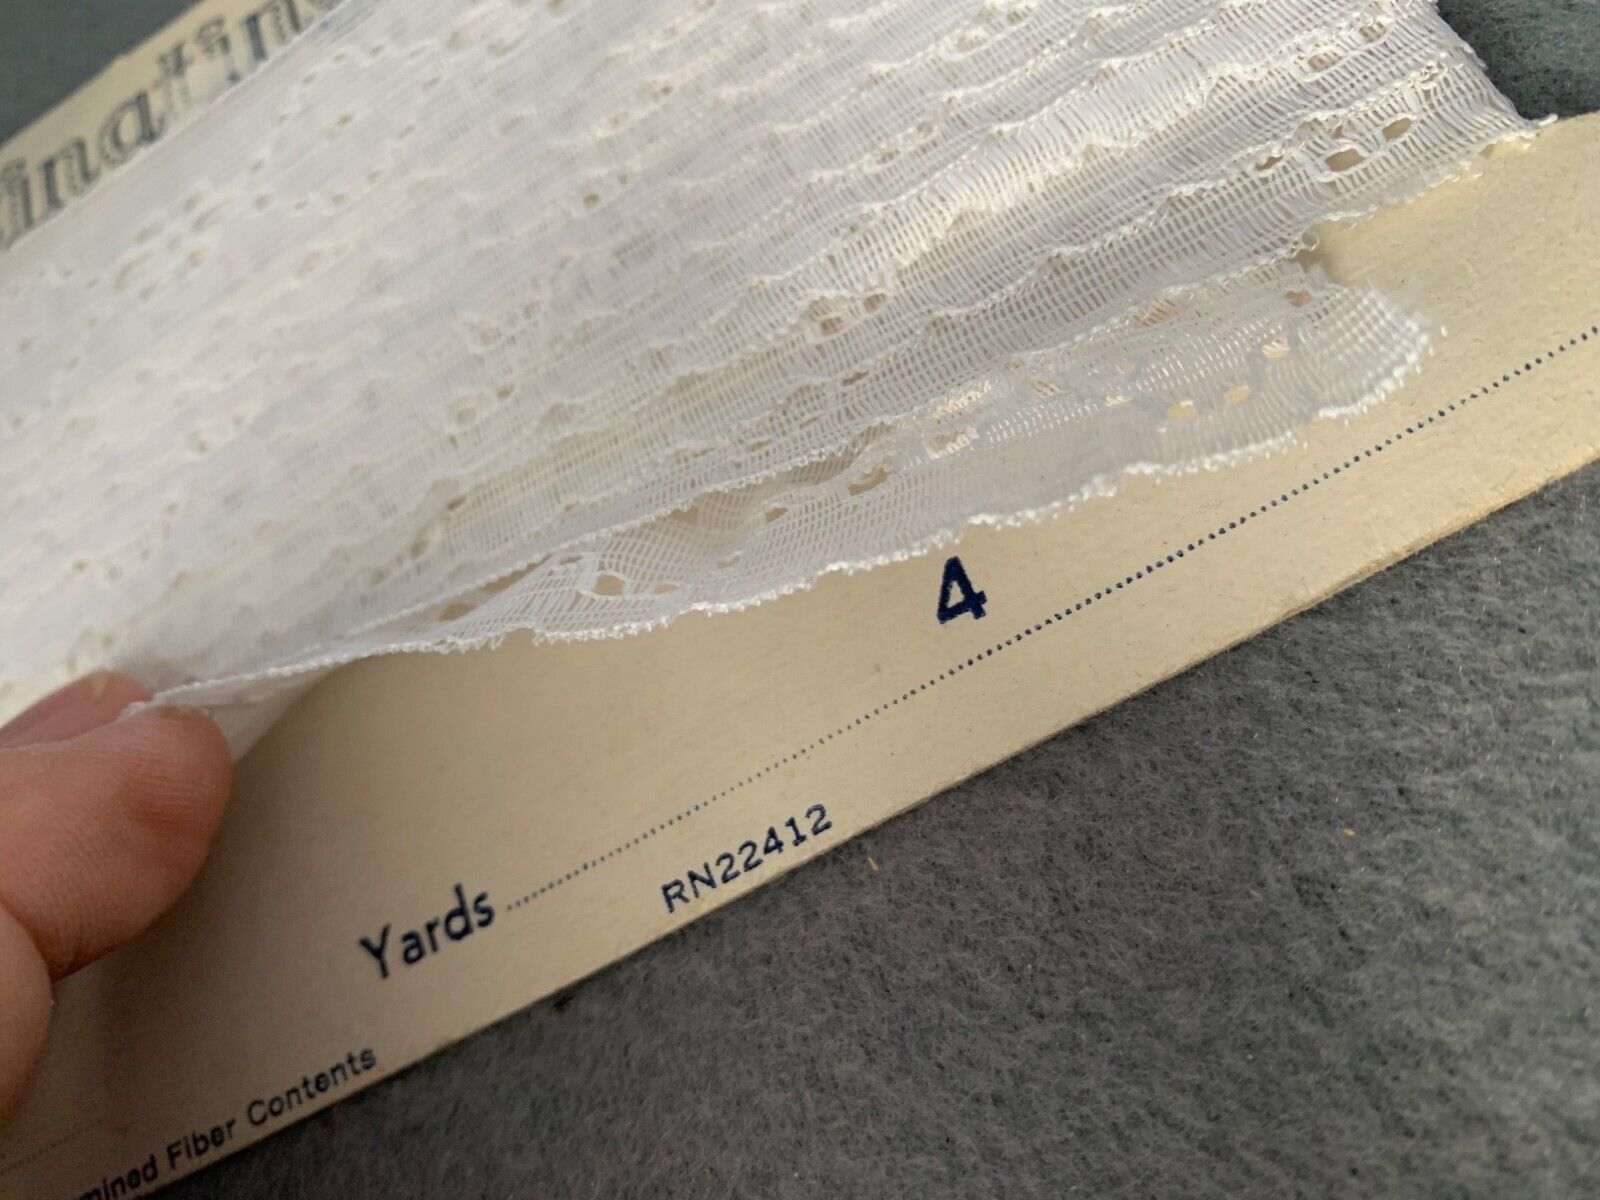 4
Yards
RN22412
Fiber Contents